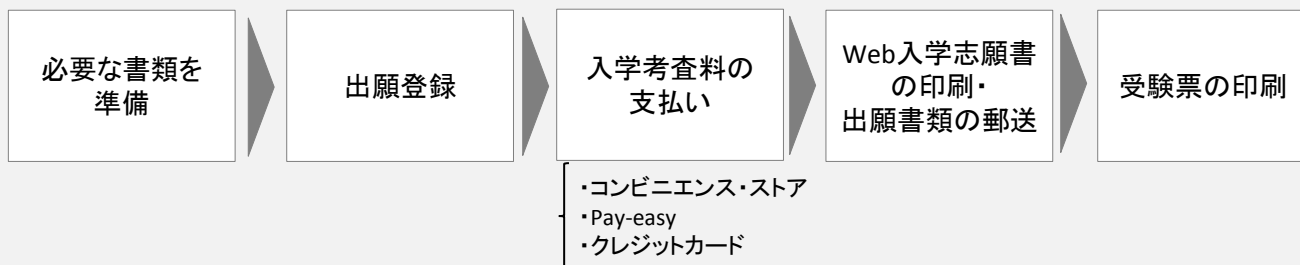 必要な書類を
準備
出願登録
入学考査料の
支払い
Web入学志願書
の印刷・
出願書類の郵送
受験票の印刷
・コンビニエンス・ストア
・Pay-easy
・クレジットカード